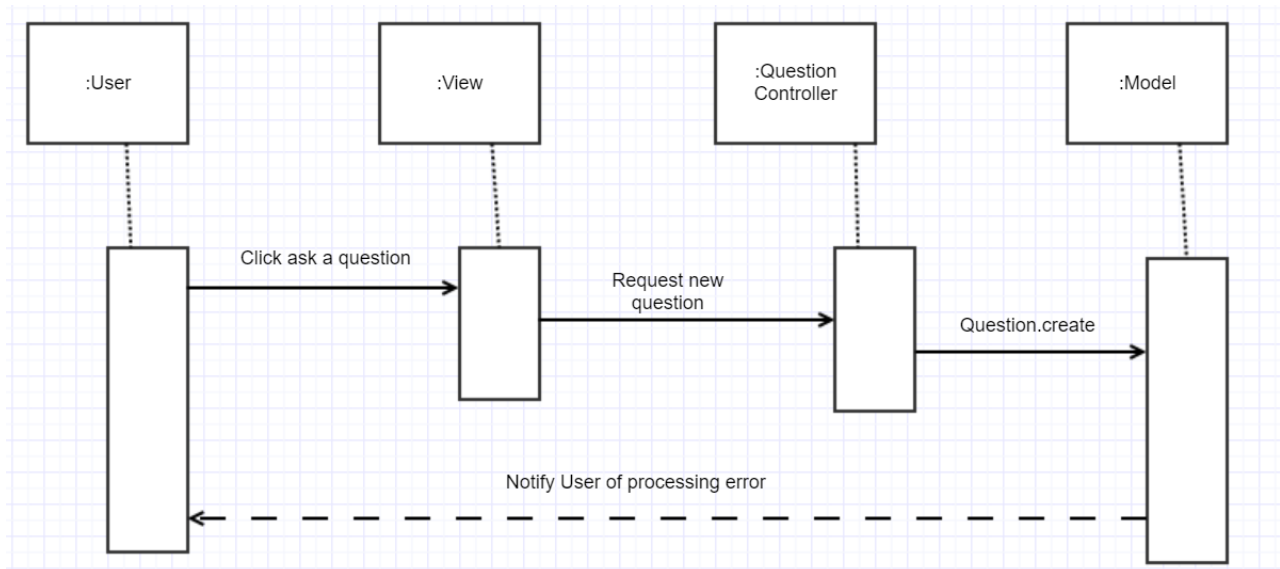 :User
:View
:Question
Controller
:Model
Click ask a question
Request new
question
Question.create
Notify User of processing error